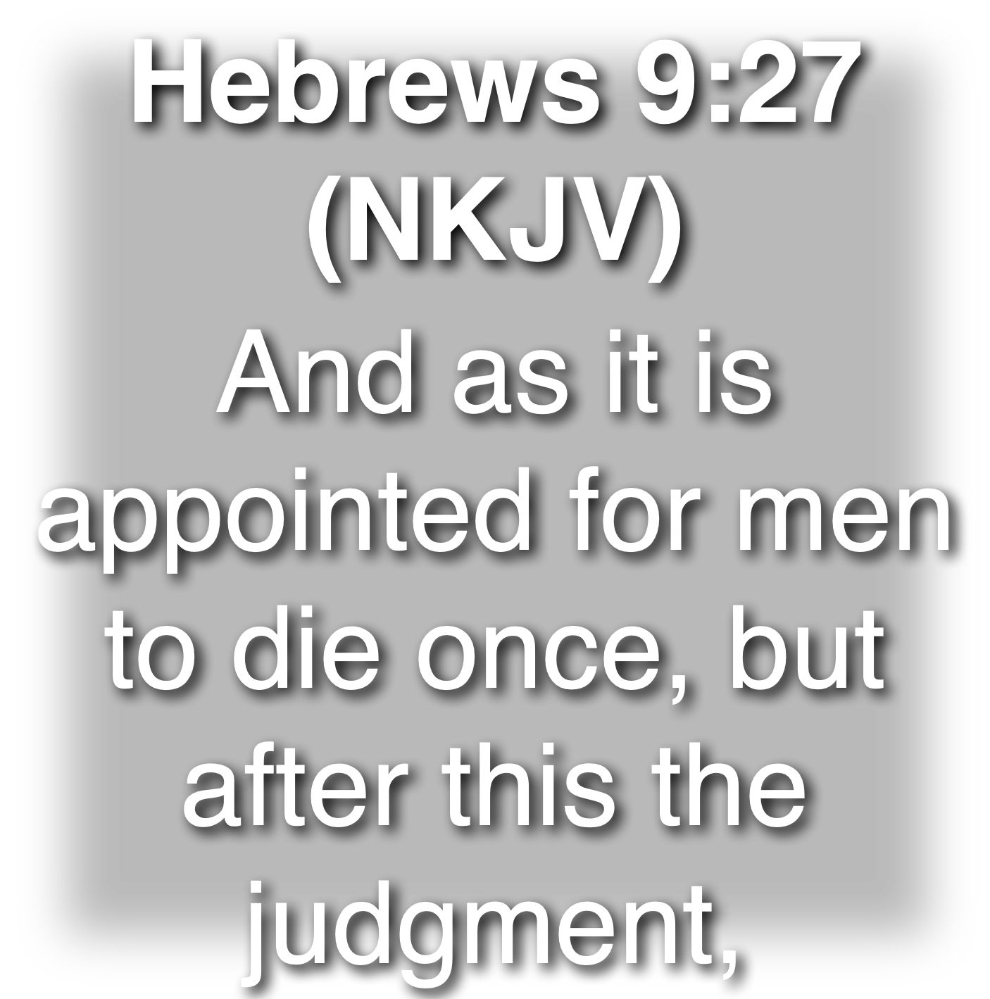 Hebrews 9:27
(NKJV)
And as it is
appointed for men
to die once, but
after this the
judgment,